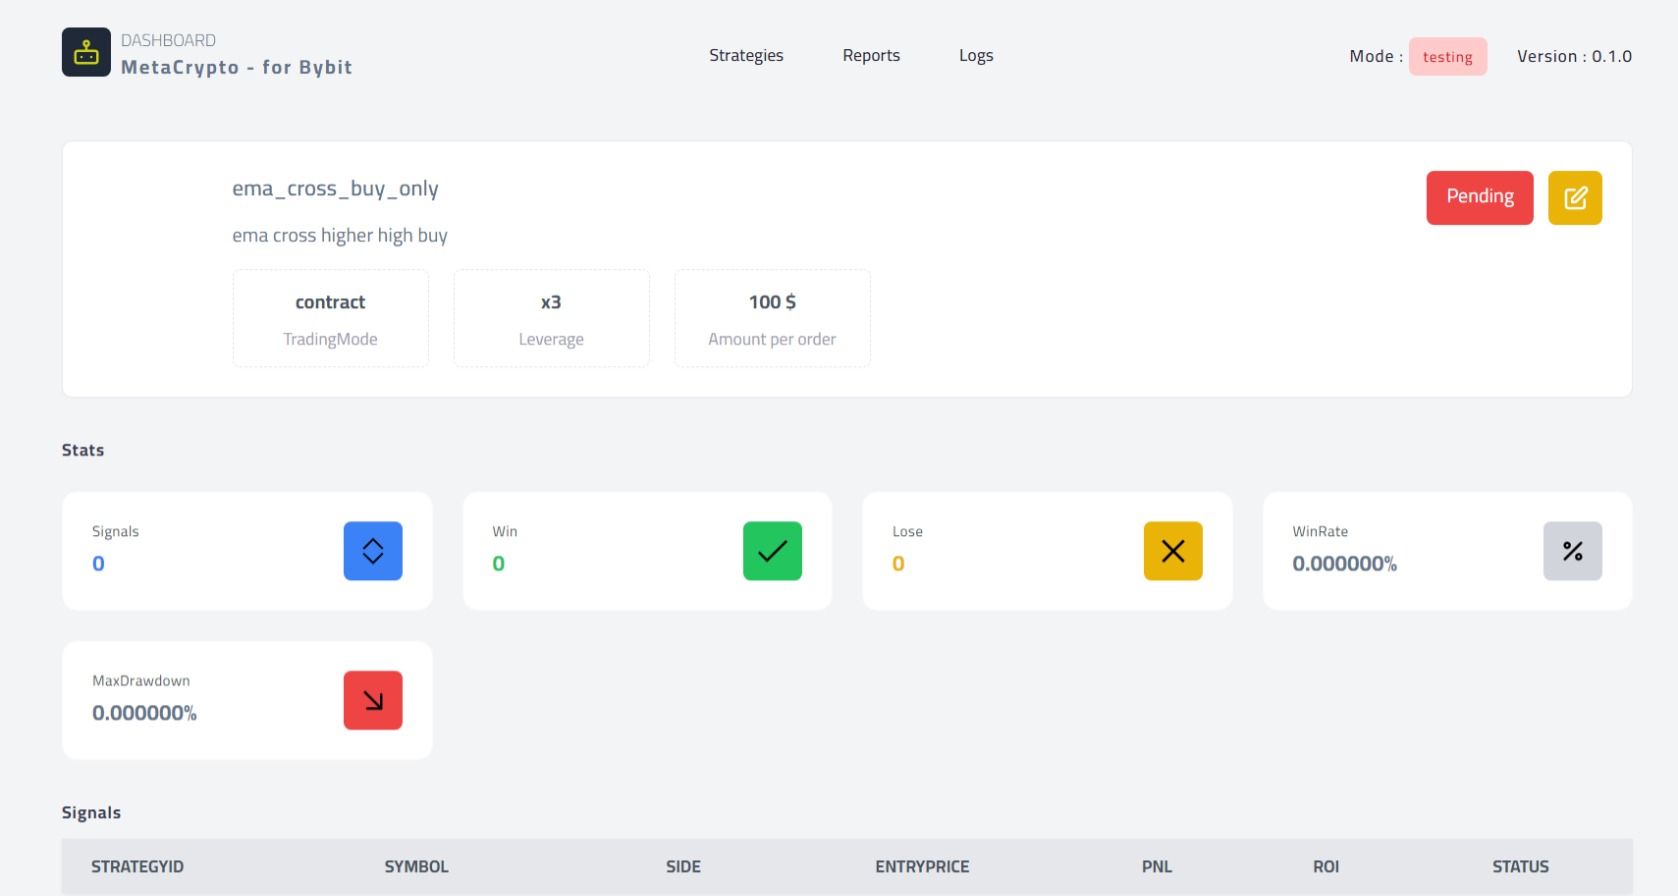 DASHBOARD
MetaCrypto - for Bybit
Strategies Reports Logs
Mode : testing Version : 0.1.0
ema_cross_buy_only
Pending
ema cross higher high buy
contract x3 100 $
TradingMode Leverage Amount per order
Stats
Signals Win Lose WinRate
0 0 0 0.000000%
MaxDrawdown
0.000000%
Signals
STRATEGYID SYMBOL SIDE ENTRYPRICE PNL ROI STATUS